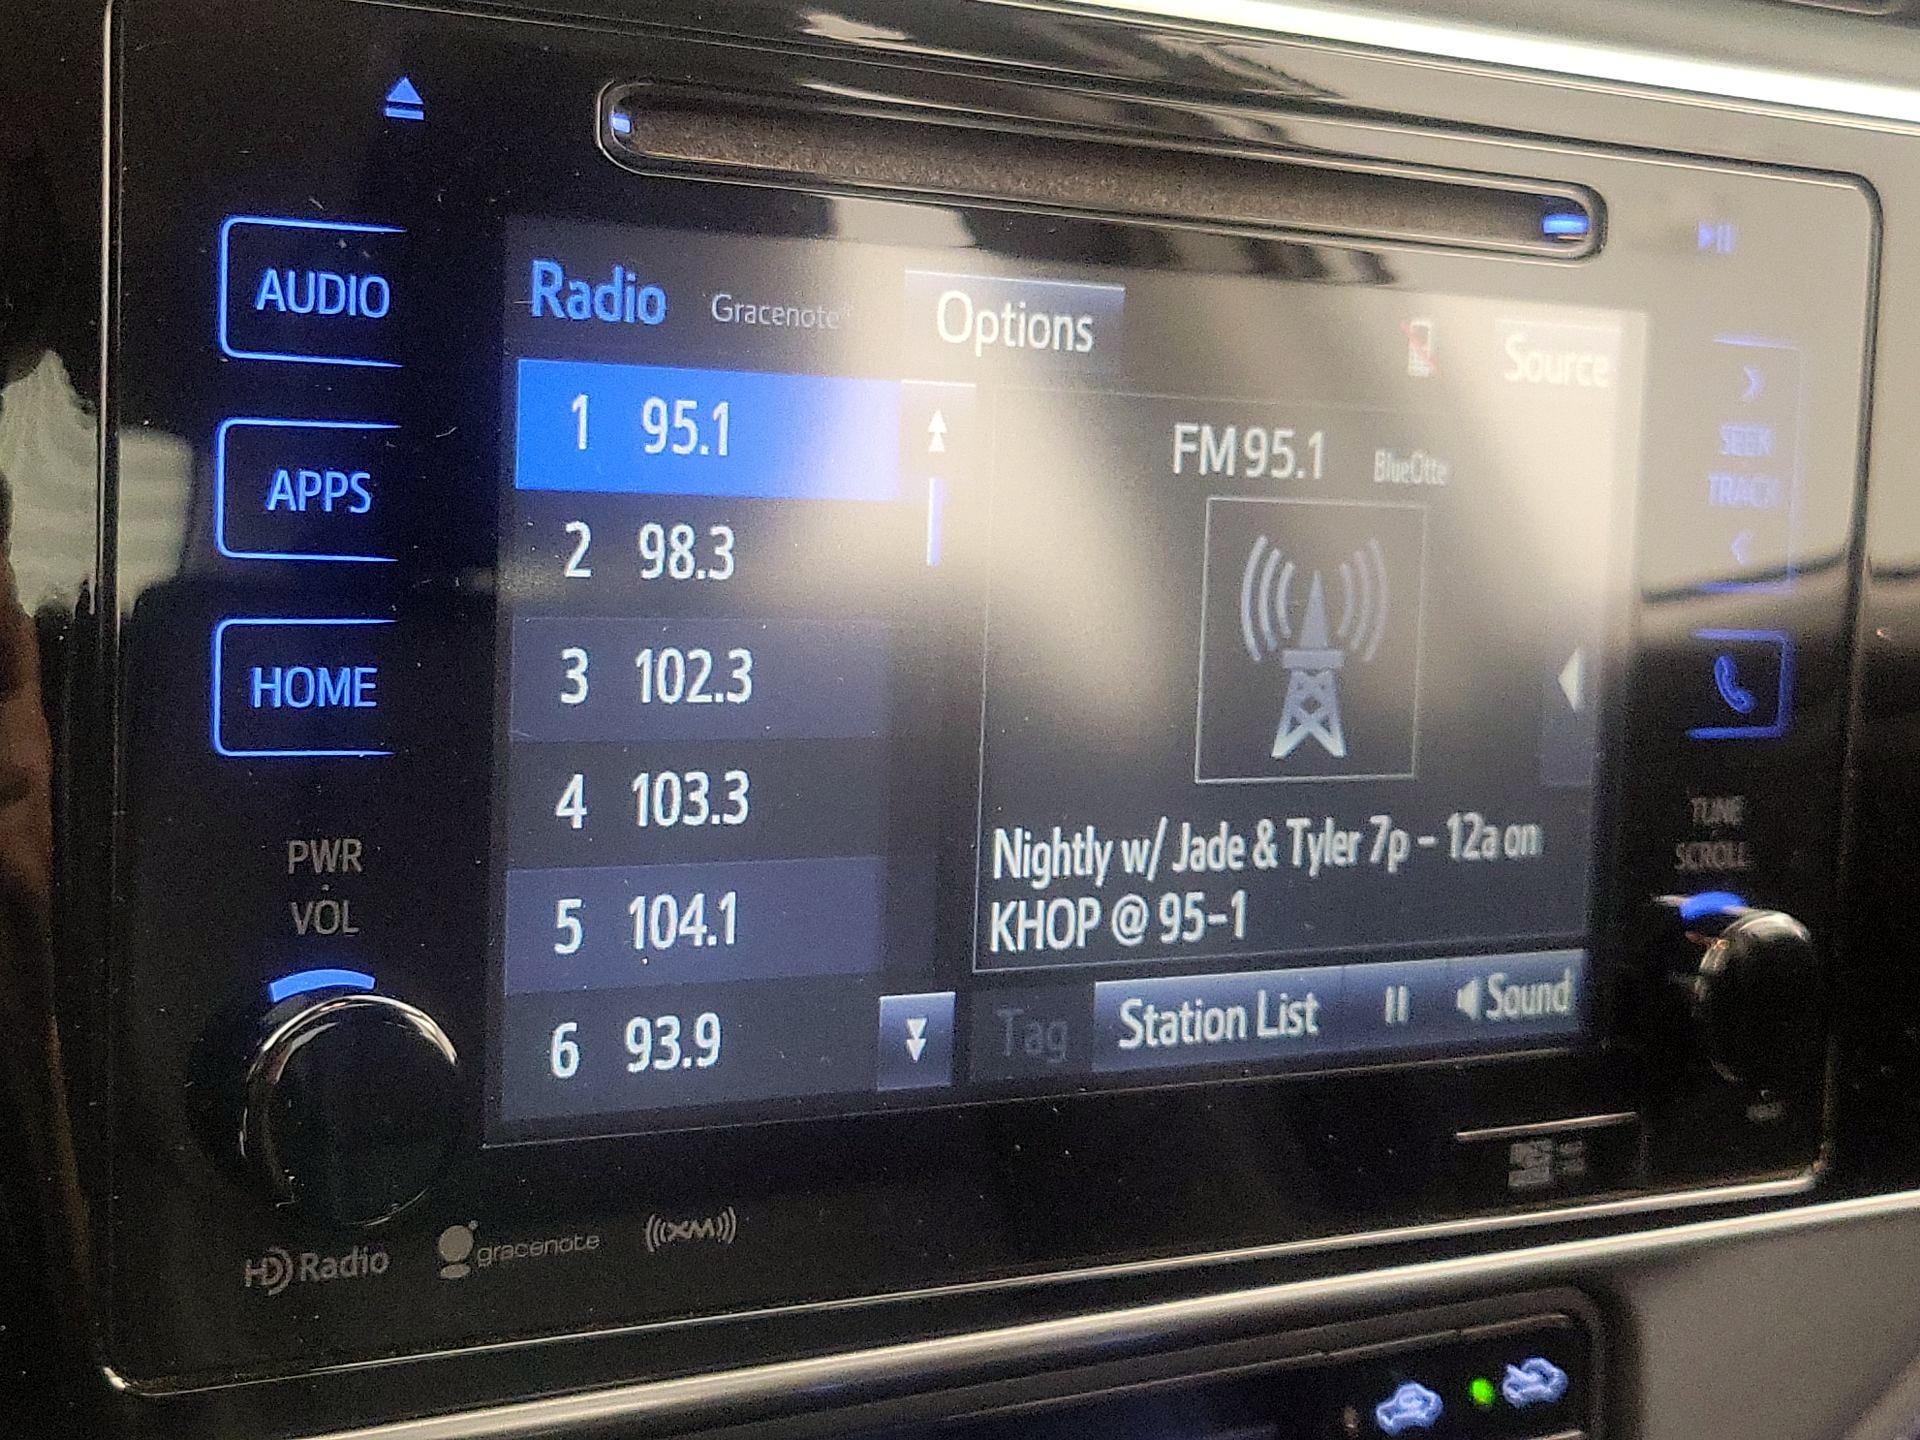 AUDIO
APPS
HOME
PWR
VOL
Radio
Gracenote
Options
Source
1 95.1
2 98.3
3 102.3
4 103.3
5 104.1
6 93.9
FM 95.1
BlueOtte
Nightly w/ Jade & Tyler 7p - 12a on
KHOP @ 95-1
Tag
Station List
Sound
SEEK
TRACK
TUNE
SCROLL
HD Radio
gracenote
XM